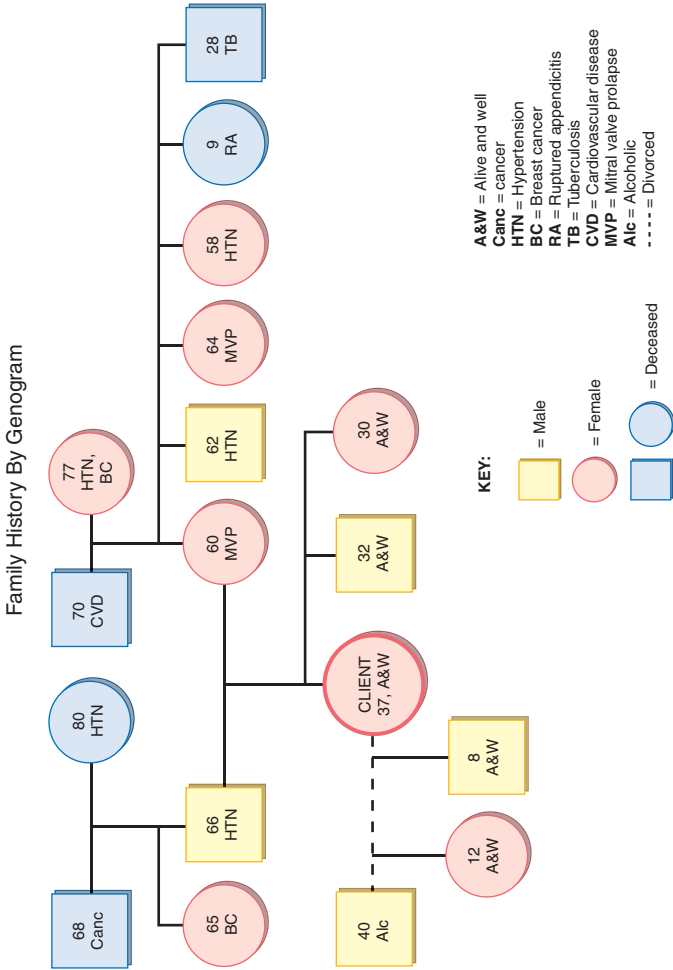 Family History By Genogram
68
Canc
80
HTN
70
CVD
77
HTN,
BC
65
BC
66
HTN
60
MVP
62
HTN
64
MVP
58
HTN
9
RA
28
TB
40
Alc
12
A&W
8
A&W
CLIENT
37, A&W
32
A&W
30
A&W
KEY:
= Male
= Female
= Deceased
A&W = Alive and well
Canc = cancer
HTN = Hypertension
BC = Breast cancer
RA = Ruptured appendicitis
TB = Tuberculosis
CVD = Cardiovascular disease
MVP = Mitral valve prolapse
Alc = Alcoholic
---- = Divorced